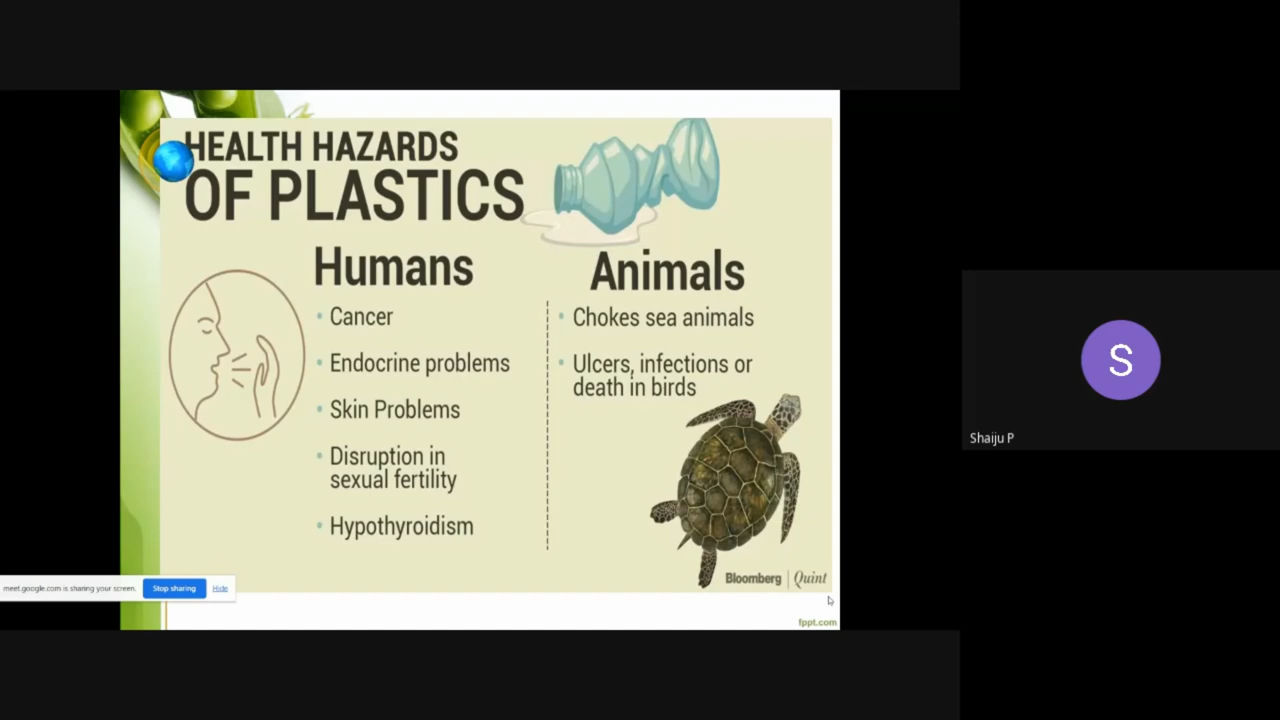 HEALTH HAZARDS
OF PLASTICS
Humans
• Cancer
• Endocrine problems
• Skin Problems
• Disruption in
sexual fertility
• Hypothyroidism
Animals
• Chokes sea animals
• Ulcers, infections or
death in birds
Bloomberg | Quint
fppt.com
meet.google.com is sharing your screen.
Stop sharing
Hide
S
Shaiju P